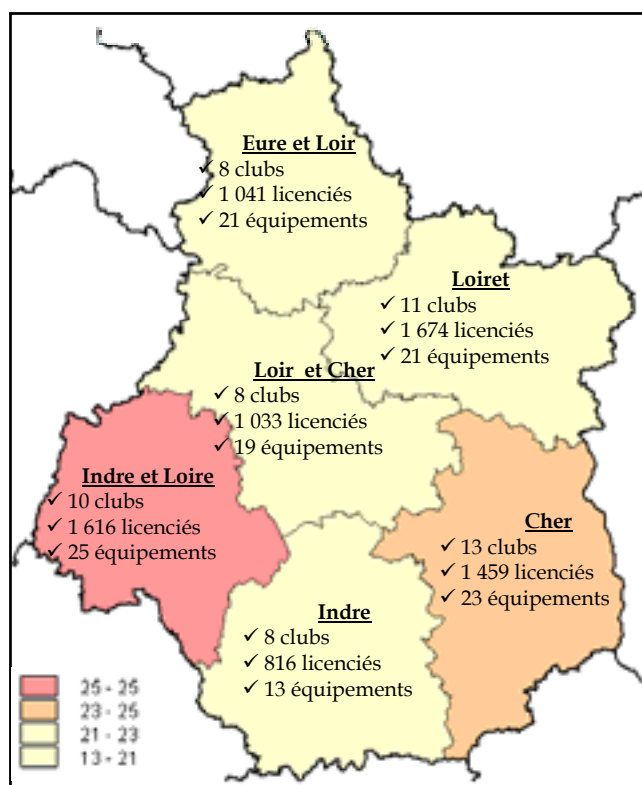 Eure et Loir
✓ 8 clubs
✓ 1 041 licenciés
✓ 21 équipements
Loiret
✓ 11 clubs
✓ 1 674 licenciés
✓ 21 équipements
Loir et Cher
✓ 8 clubs
✓ 1 033 licenciés
✓ 19 équipements
Indre et Loire
✓ 10 clubs
✓ 1 616 licenciés
✓ 25 équipements
Cher
✓ 13 clubs
✓ 1 459 licenciés
✓ 23 équipements
Indre
✓ 8 clubs
✓ 816 licenciés
✓ 13 équipements
25 - 25
23 - 25
21 - 23
13 - 21